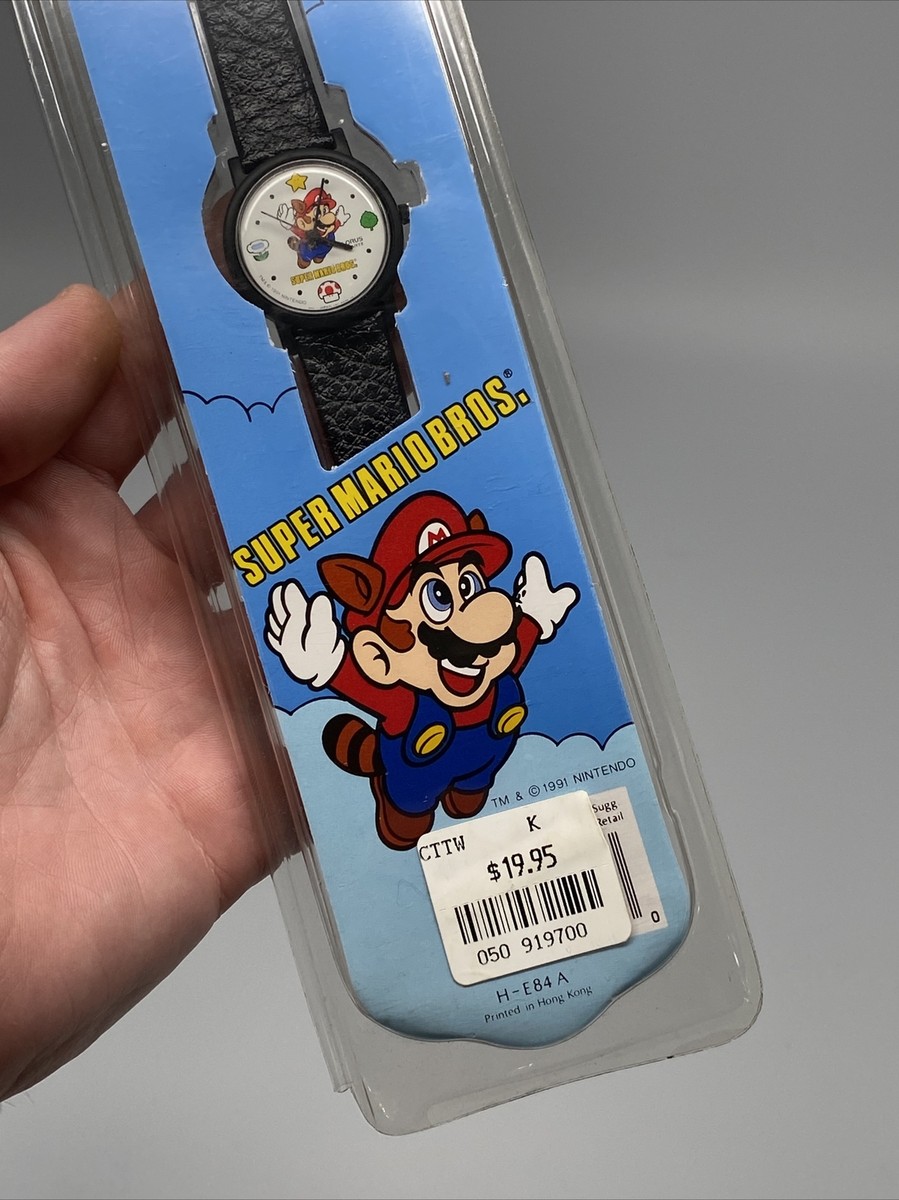 SUPER MARIO BROS.
SUPER MARIO BROS.®
M
TM & © 1991 NINTENDO
Sugg
Retail
CTTW K
$19.95
050 919700
0
H-E84 A
Printed in Hong Kong